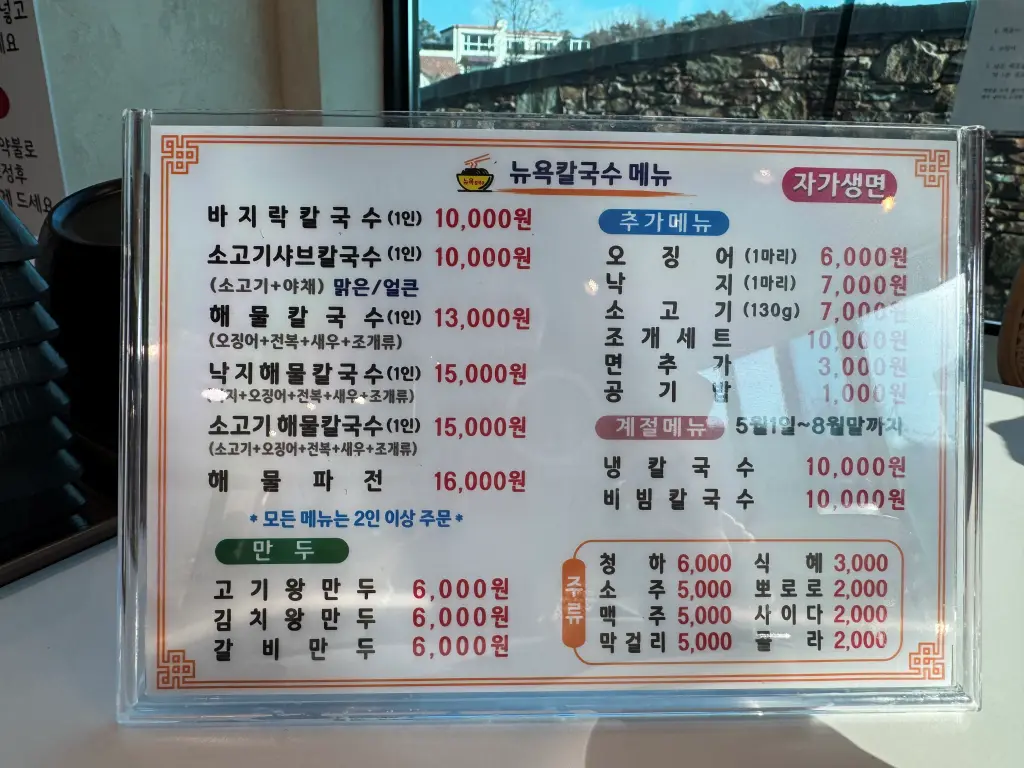 넣고
세요
약불로
정후
게 드세요
뉴욕칼국수 메뉴
자가생면
바지락칼국수(1인) 10,000원
소고기샤브칼국수(1인) 10,000원
(소고기+야채) 맑은/얼큰
해물칼국수(1인) 13,000원
(오징어+전복+새우+조개류)
낙지해물칼국수(1인) 15,000원
지+오징어+전복+새우+조개류)
소고기해물칼국수(1인) 15,000원
(소고기+오징어+전복+새우+조개류)
해물파전 16,000원
* 모든 메뉴는 2인 이상 주문 *
만두
고기왕만두 6,000원
김치왕만두 6,000원
갈비만두 6,000원
추가메뉴
오징어 (1마리) 6,000원
낙지 (1마리) 7,000원
소고기 (130g) 7,000원
조개세트 10,000원
면추가 3,000원
공기밥 1,000원
계절메뉴 5월1일~8월말까지
냉칼국수 10,000원
비빔칼국수 10,000원
주류
청하 6,000 식혜 3,000
소주 5,000 뽀로로 2,000
맥주 5,000 사이다 2,000
막걸리 5,000 콜라 2,000